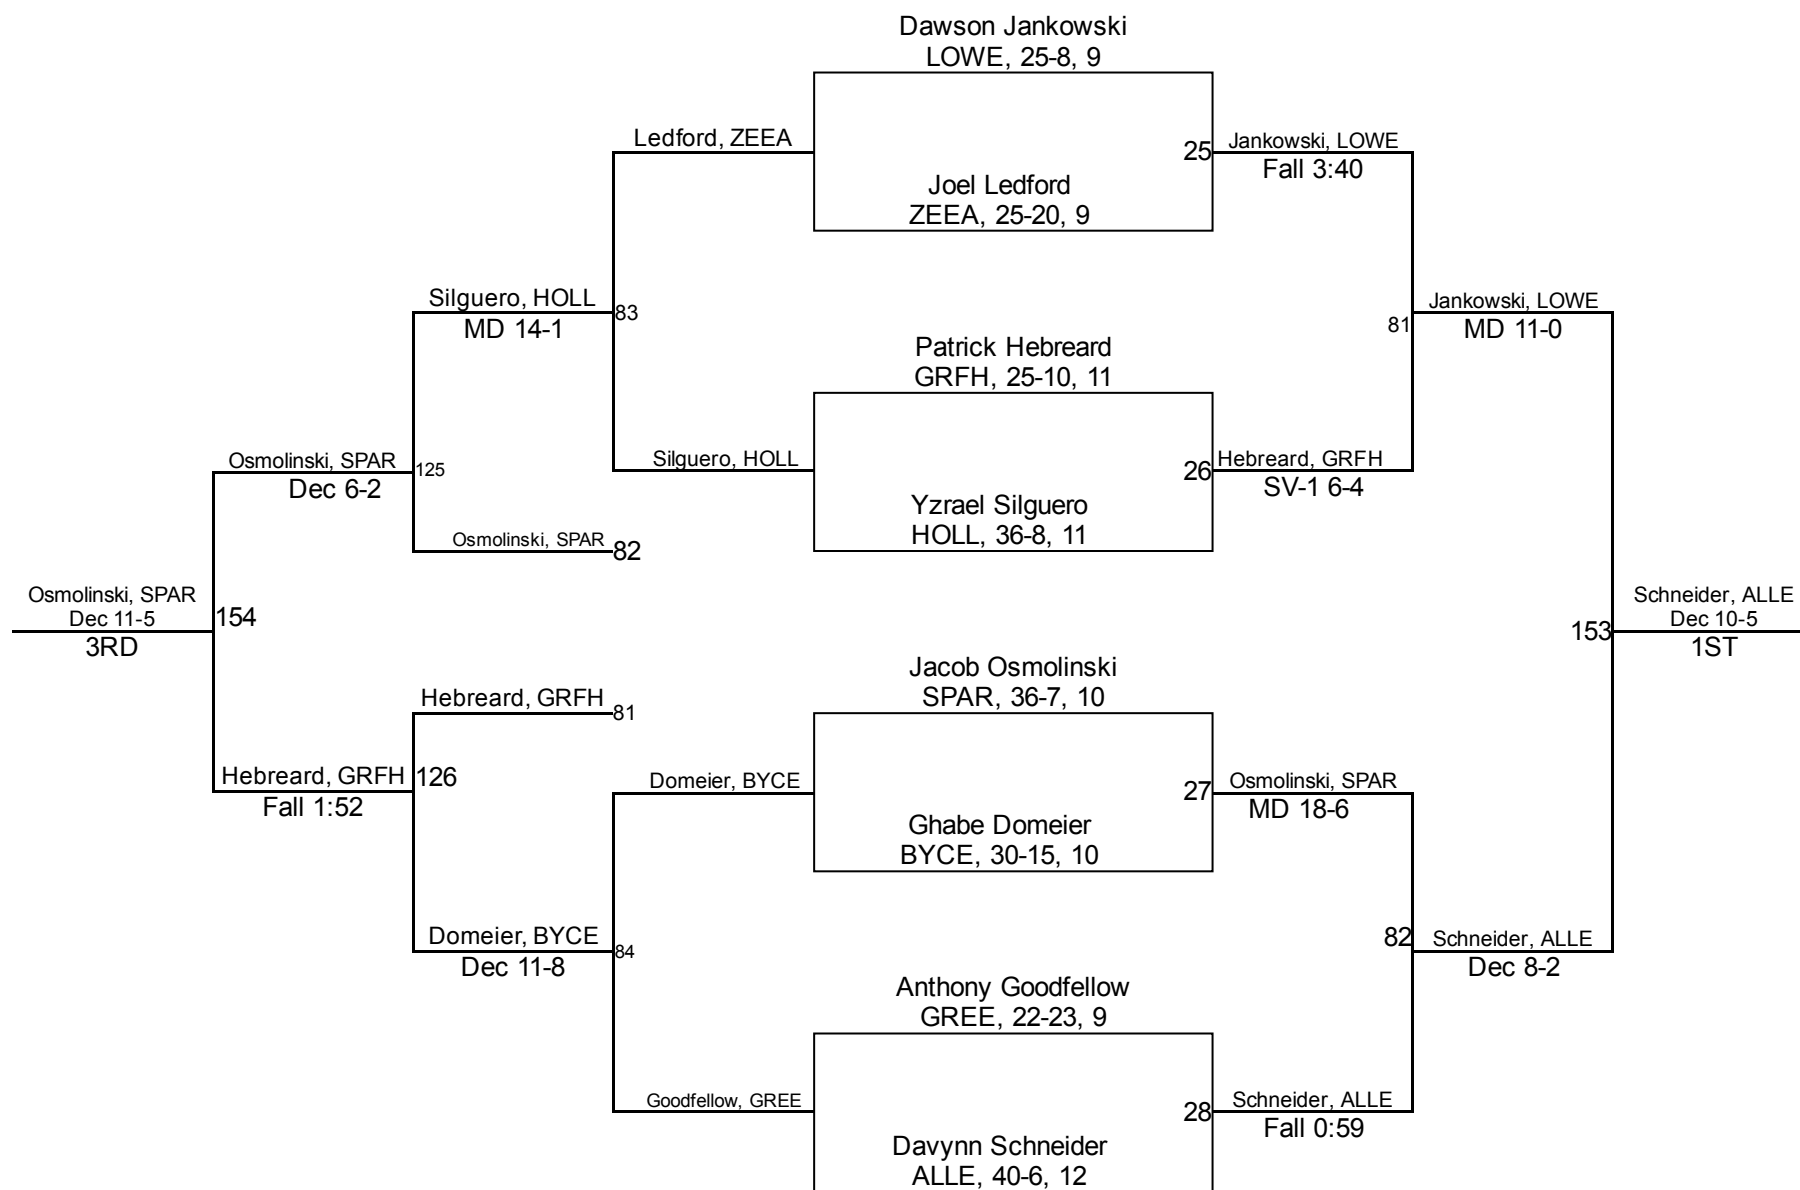 Dawson Jankowski
LOWE, 25-8, 9
Ledford, ZEEA
25
Jankowski, LOWE
Fall 3:40
Joel Ledford
ZEEA, 25-20, 9
Silguero, HOLL
MD 14-1
83
Jankowski, LOWE
MD 11-0
81
Patrick Hebreard
GRFH, 25-10, 11
Osmolinski, SPAR
Dec 6-2
125
Silguero, HOLL
26
Hebreard, GRFH
SV-1 6-4
Yzrael Silguero
HOLL, 36-8, 11
Osmolinski, SPAR
82
Osmolinski, SPAR
Dec 11-5
3RD
154
153
Schneider, ALLE
Dec 10-5
1ST
Jacob Osmolinski
SPAR, 36-7, 10
Hebreard, GRFH
81
Hebreard, GRFH
Fall 1:52
126
Domeier, BYCE
27
Osmolinski, SPAR
MD 18-6
Ghabe Domeier
BYCE, 30-15, 10
Domeier, BYCE
Dec 11-8
84
82
Schneider, ALLE
Dec 8-2
Anthony Goodfellow
GREE, 22-23, 9
Goodfellow, GREE
28
Schneider, ALLE
Fall 0:59
Davynn Schneider
ALLE, 40-6, 12